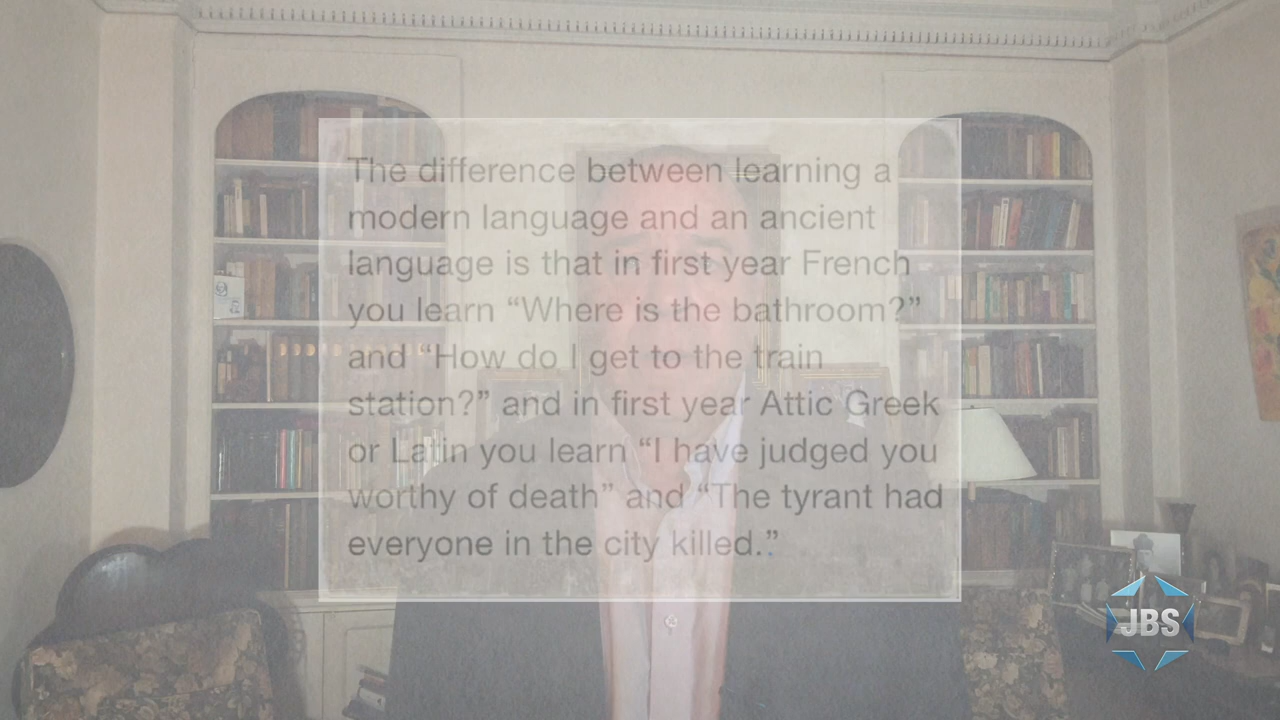 The difference between learning a
modern language and an ancient
language is that in first year French
you learn “Where is the bathroom?”
and “How do I get to the train
station?” and in first year Attic Greek
or Latin you learn “I have judged you
worthy of death” and “The tyrant had
everyone in the city killed.”
JBS